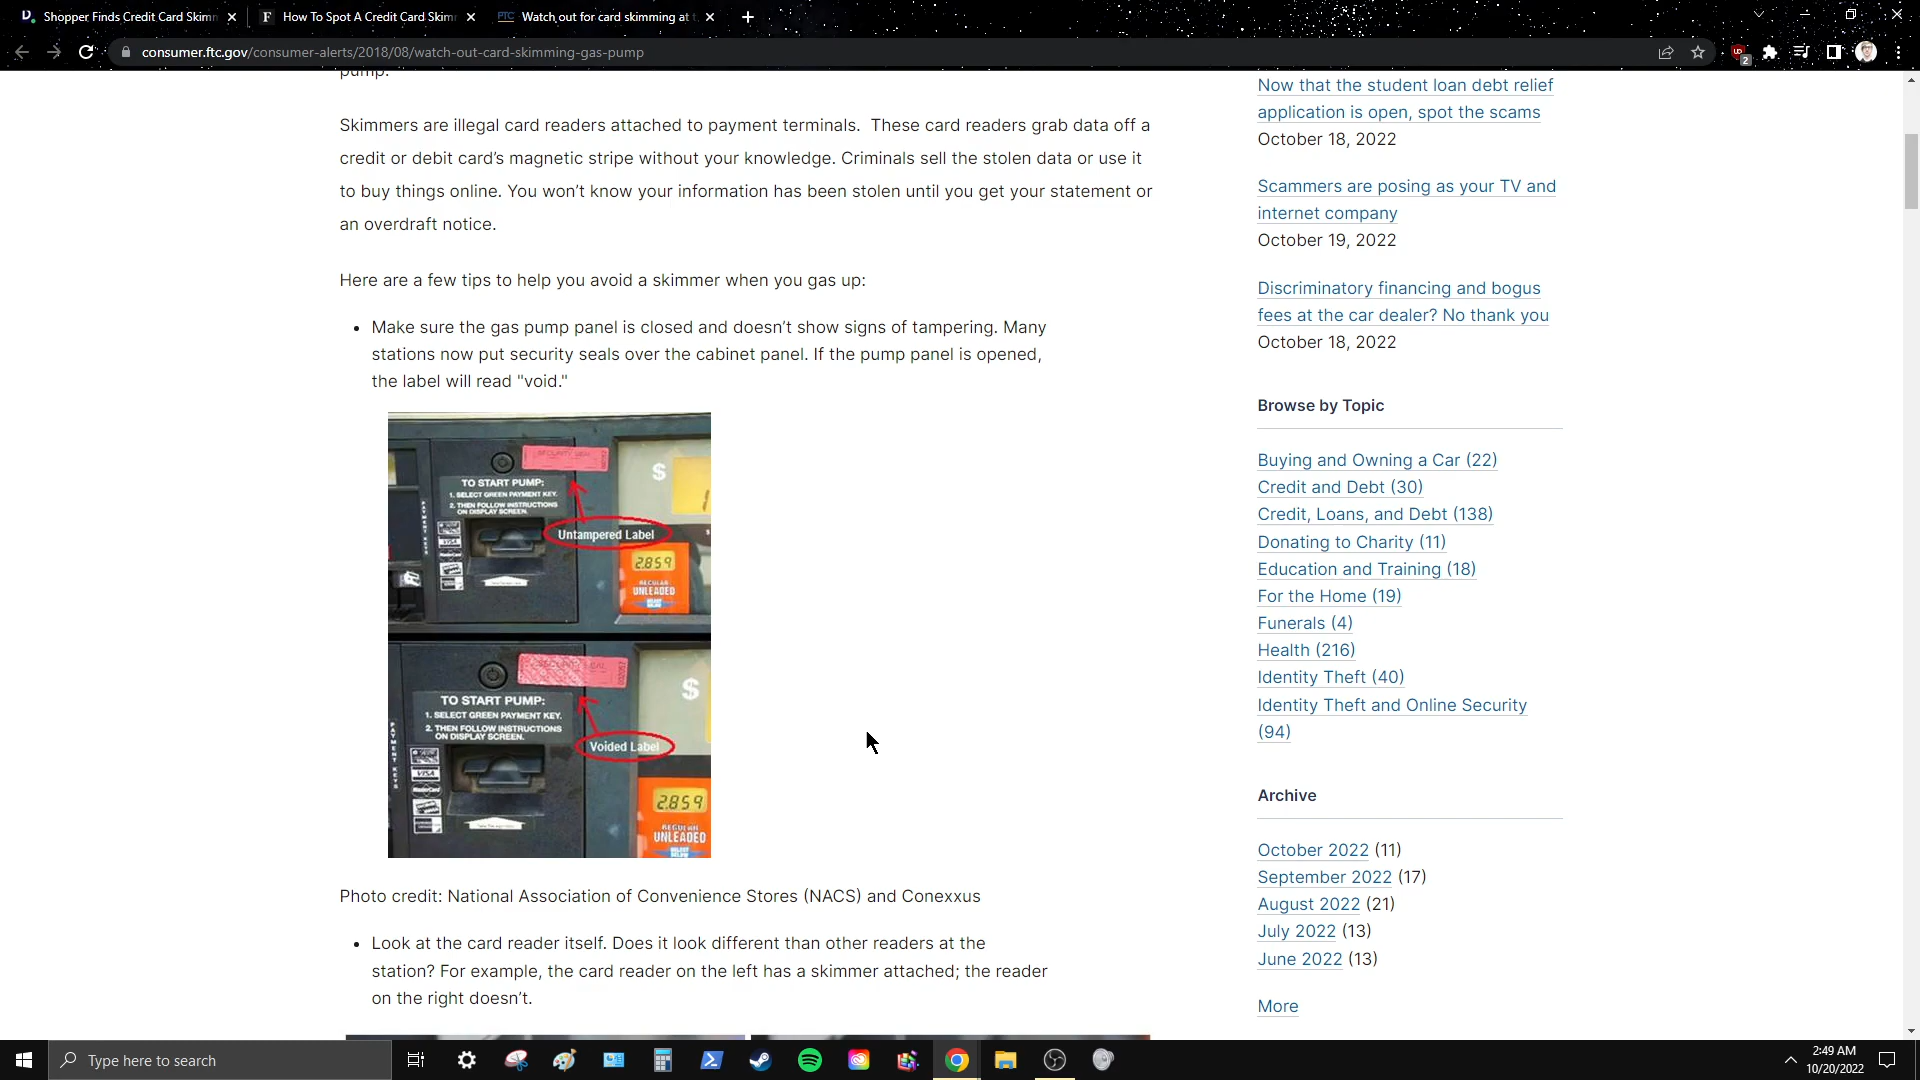 Shopper Finds Credit Card Skimm
How To Spot A Credit Card Skimm
Watch out for card skimming at t
consumer.ftc.gov/consumer-alerts/2018/08/watch-out-card-skimming-gas-pump
2
pump.
Skimmers are illegal card readers attached to payment terminals. These card readers grab data off a
credit or debit card’s magnetic stripe without your knowledge. Criminals sell the stolen data or use it
to buy things online. You won’t know your information has been stolen until you get your statement or
an overdraft notice.
Here are a few tips to help you avoid a skimmer when you gas up:
• Make sure the gas pump panel is closed and doesn’t show signs of tampering. Many
stations now put security seals over the cabinet panel. If the pump panel is opened,
the label will read "void."
SECURITY SEAL
$
TO START PUMP:
1. SELECT GREEN PAYMENT KEY.
2. THEN FOLLOW INSTRUCTIONS
ON DISPLAY SCREEN.
Untampered Label
VISA
2.859
REGULAR
UNLEADED
$
TO START PUMP:
1. SELECT GREEN PAYMENT KEY.
2. THEN FOLLOW INSTRUCTIONS
ON DISPLAY SCREEN.
PAYMENT KEYS
Voided Label
VISA
MasterCard
2.859
REGULAR
UNLEADED
Photo credit: National Association of Convenience Stores (NACS) and Conexxus
• Look at the card reader itself. Does it look different than other readers at the
station? For example, the card reader on the left has a skimmer attached; the reader
on the right doesn’t.
Now that the student loan debt relief
application is open, spot the scams
October 18, 2022
Scammers are posing as your TV and
internet company
October 19, 2022
Discriminatory financing and bogus
fees at the car dealer? No thank you
October 18, 2022
Browse by Topic
Buying and Owning a Car (22)
Credit and Debt (30)
Credit, Loans, and Debt (138)
Donating to Charity (11)
Education and Training (18)
For the Home (19)
Funerals (4)
Health (216)
Identity Theft (40)
Identity Theft and Online Security
(94)
Archive
October 2022 (11)
September 2022 (17)
August 2022 (21)
July 2022 (13)
June 2022 (13)
More
Type here to search
2:49 AM
10/20/2022